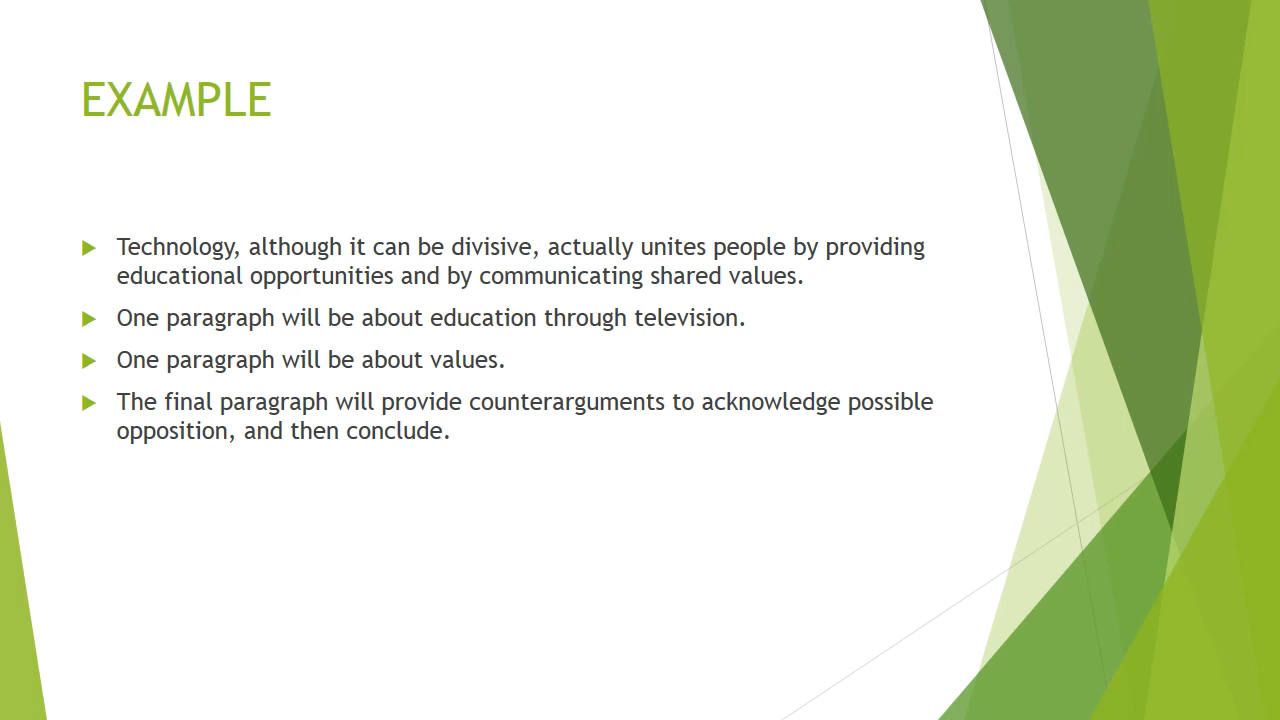 EXAMPLE
Technology, although it can be divisive, actually unites people by providing
educational opportunities and by communicating shared values.
One paragraph will be about education through television.
One paragraph will be about values.
The final paragraph will provide counterarguments to acknowledge possible
opposition, and then conclude.